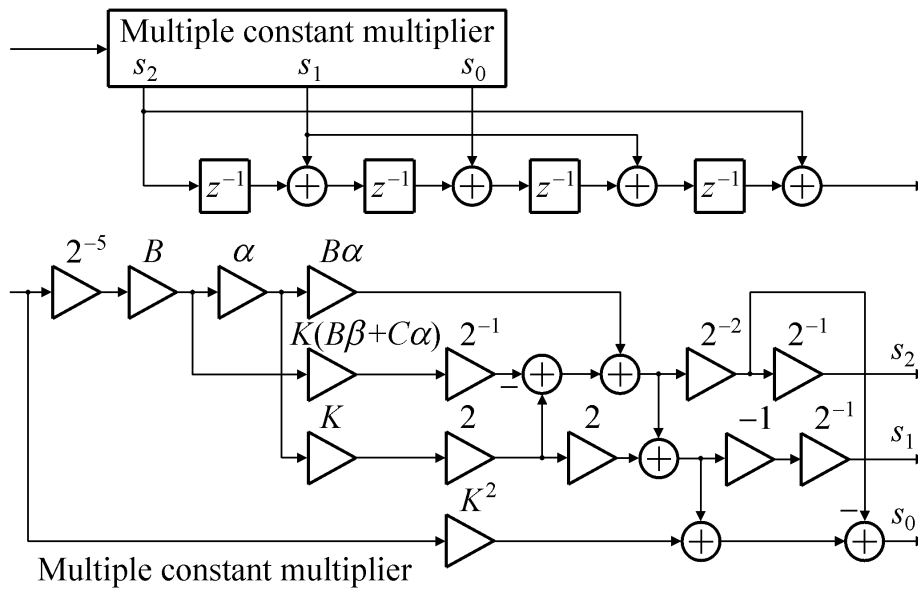 Multiple constant multiplier
s₂ s₁ s₀
z⁻¹ + z⁻¹ + z⁻¹ + z⁻¹ +
2⁻⁵ B α Bα
K(Bβ+Cα) 2⁻¹ − + + 2⁻² 2⁻¹ s₂
K 2 2 + −1 2⁻¹ s₁
K² + − + s₀
Multiple constant multiplier